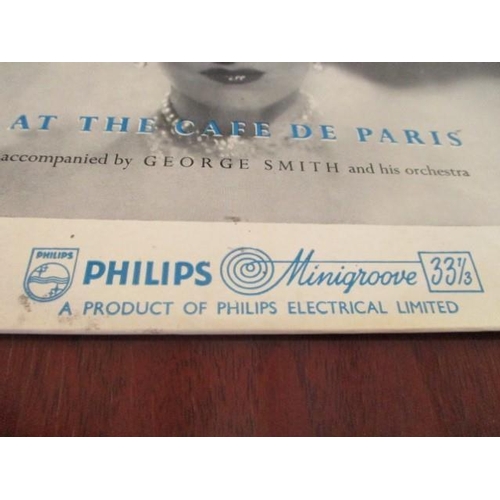 AT THE CAFE DE PARIS
accompanied by GEORGE SMITH and his orchestra
PHILIPS PHILIPS Minigroove 33⅓
A PRODUCT OF PHILIPS ELECTRICAL LIMITED